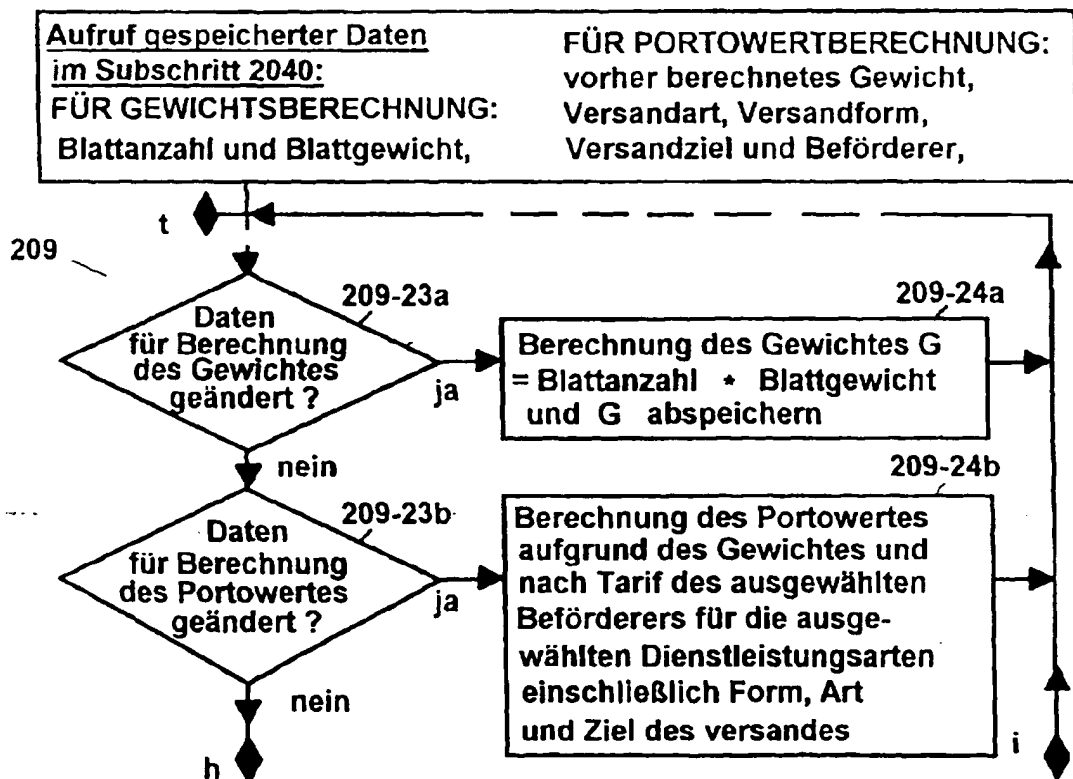 Aufruf gespeicherter Daten
im Subschritt 2040:
FÜR GEWICHTSBERECHNUNG:
Blattanzahl und Blattgewicht,
FÜR PORTOWERTBERECHNUNG:
vorher berechnetes Gewicht,
Versandart, Versandform,
Versandziel und Beförderer,
t
209
209-23a
Daten
für Berechnung
des Gewichtes
geändert ?
ja
209-24a
Berechnung des Gewichtes G
= Blattanzahl * Blattgewicht
und G abspeichern
nein
209-23b
Daten
für Berechnung
des Portowertes
geändert ?
ja
209-24b
Berechnung des Portowertes
aufgrund des Gewichtes und
nach Tarif des ausgewählten
Beförderers für die ausge-
wählten Dienstleistungsarten
einschließlich Form, Art
und Ziel des versandes
nein
h
i